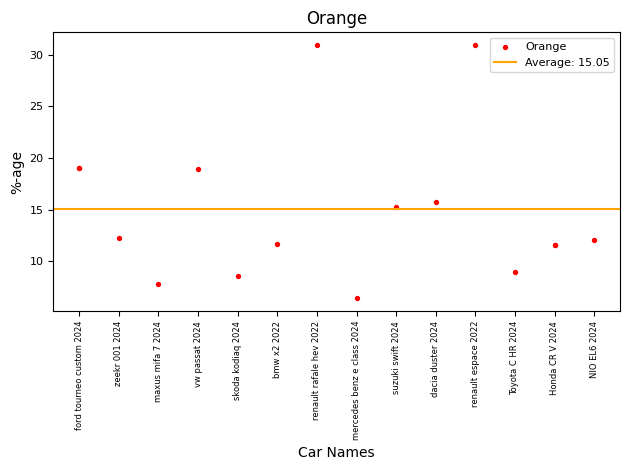 Orange
Orange
Average: 15.05
%-age
30
25
20
15
10
ford tourneo custom 2024
zeekr 001 2024
maxus mifa 7 2024
vw passat 2024
skoda kodiaq 2024
bmw x2 2022
renault rafale hev 2022
mercedes benz e class 2024
suzuki swift 2024
dacia duster 2024
renault espace 2022
Toyota C HR 2024
Honda CR V 2024
NIO EL6 2024
Car Names